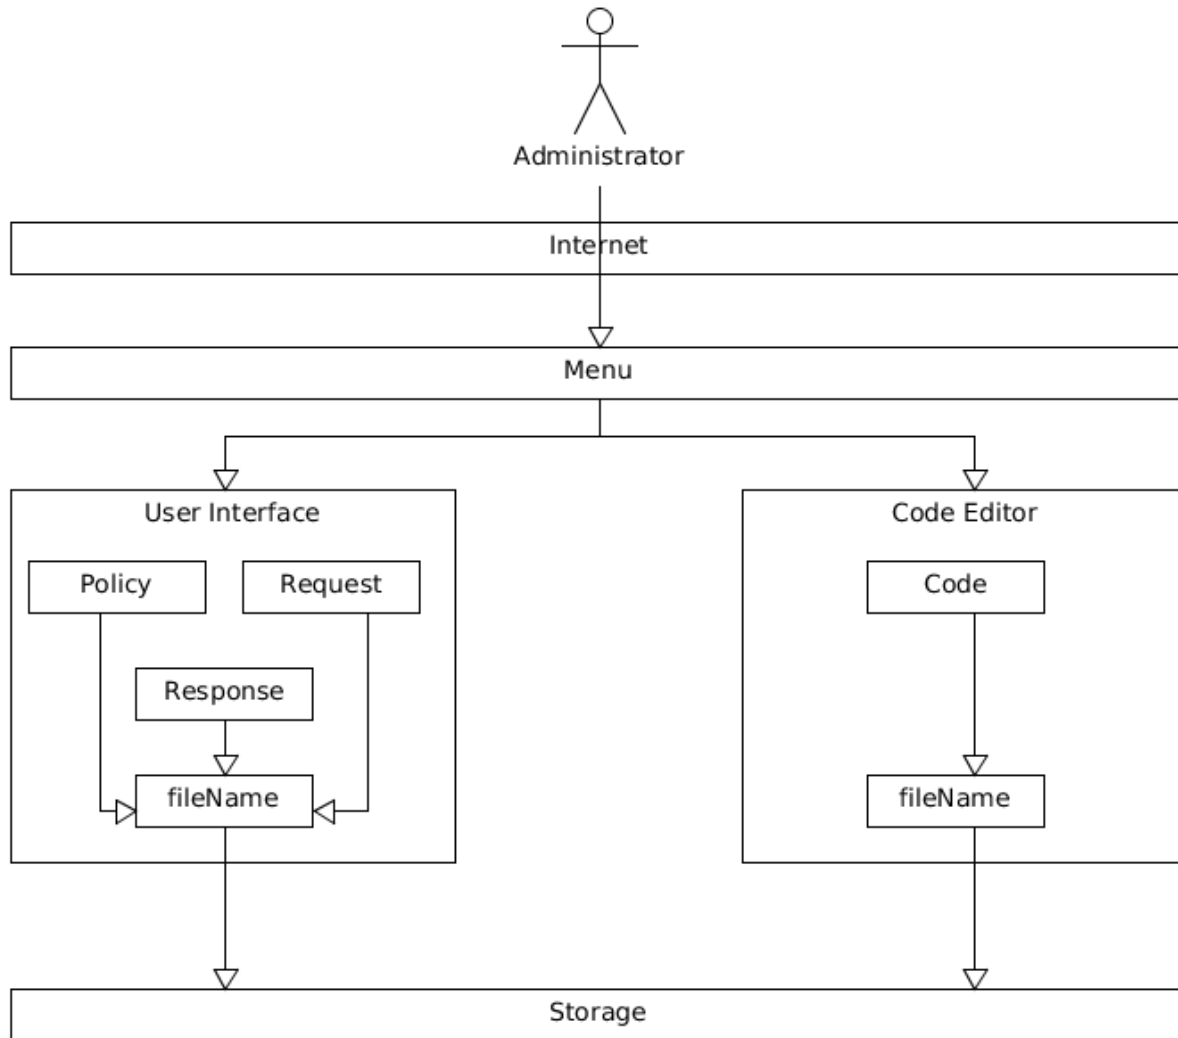 Administrator
Internet
Menu
User Interface
Code Editor
Policy
Request
Code
Response
fileName
fileName
Storage